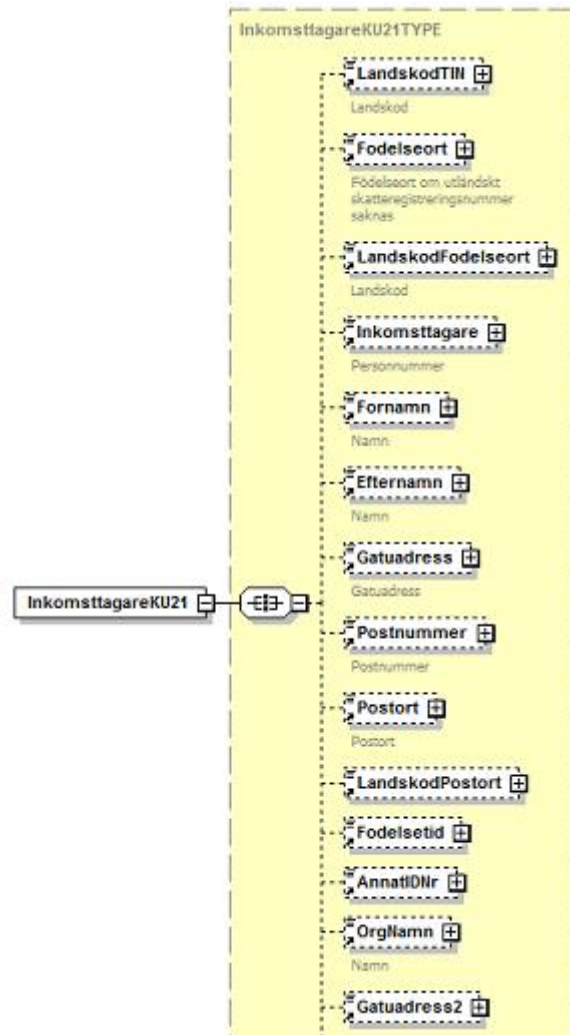 InkomsttagareKU21TYPE
LandskodTIN
Landskod
Fodelseort
Födelseort om utländskt
skatteregistreringsnummer
saknas
LandskodFodelseort
Landskod
Inkomsttagare
Personnummer
Fornamn
Namn
Efternamn
Namn
Gatuadress
Gatuadress
InkomsttagareKU21
Postnummer
Postnummer
Postort
Postort
LandskodPostort
Fodelsetid
AnnatIDNr
OrgNamn
Namn
Gatuadress2